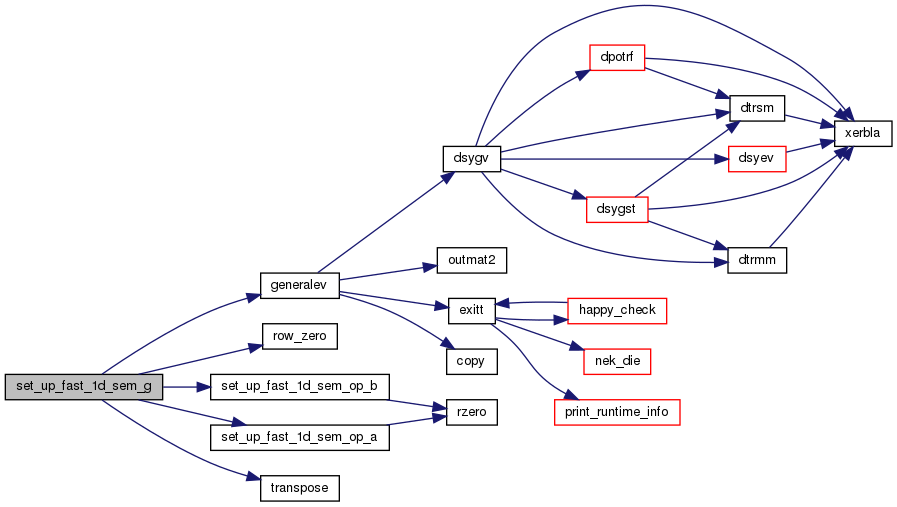 dpotrf
dtrsm
xerbla
dsygv
dsyev
dsygst
outmat2
dtrmm
generalev
exitt
happy_check
row_zero
copy
nek_die
set_up_fast_1d_sem_g
set_up_fast_1d_sem_op_b
rzero
print_runtime_info
set_up_fast_1d_sem_op_a
transpose